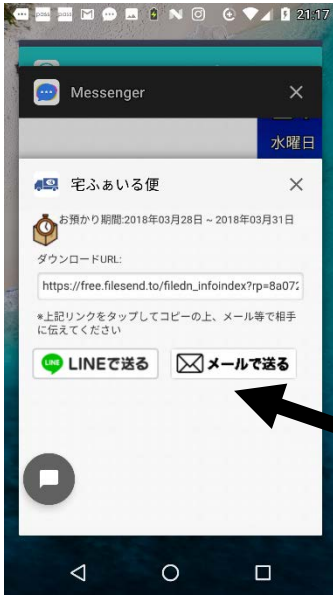 21:17
Messenger
水曜日
宅ふぁいる便
お預かり期間:2018年03月28日 ~ 2018年03月31日
ダウンロードURL:
https://free.filesend.to/filedn_infoindex?rp=8a072
*上記リンクをタップしてコピーの上、メール等で相手
に伝えてください
LINE LINEで送る
メールで送る